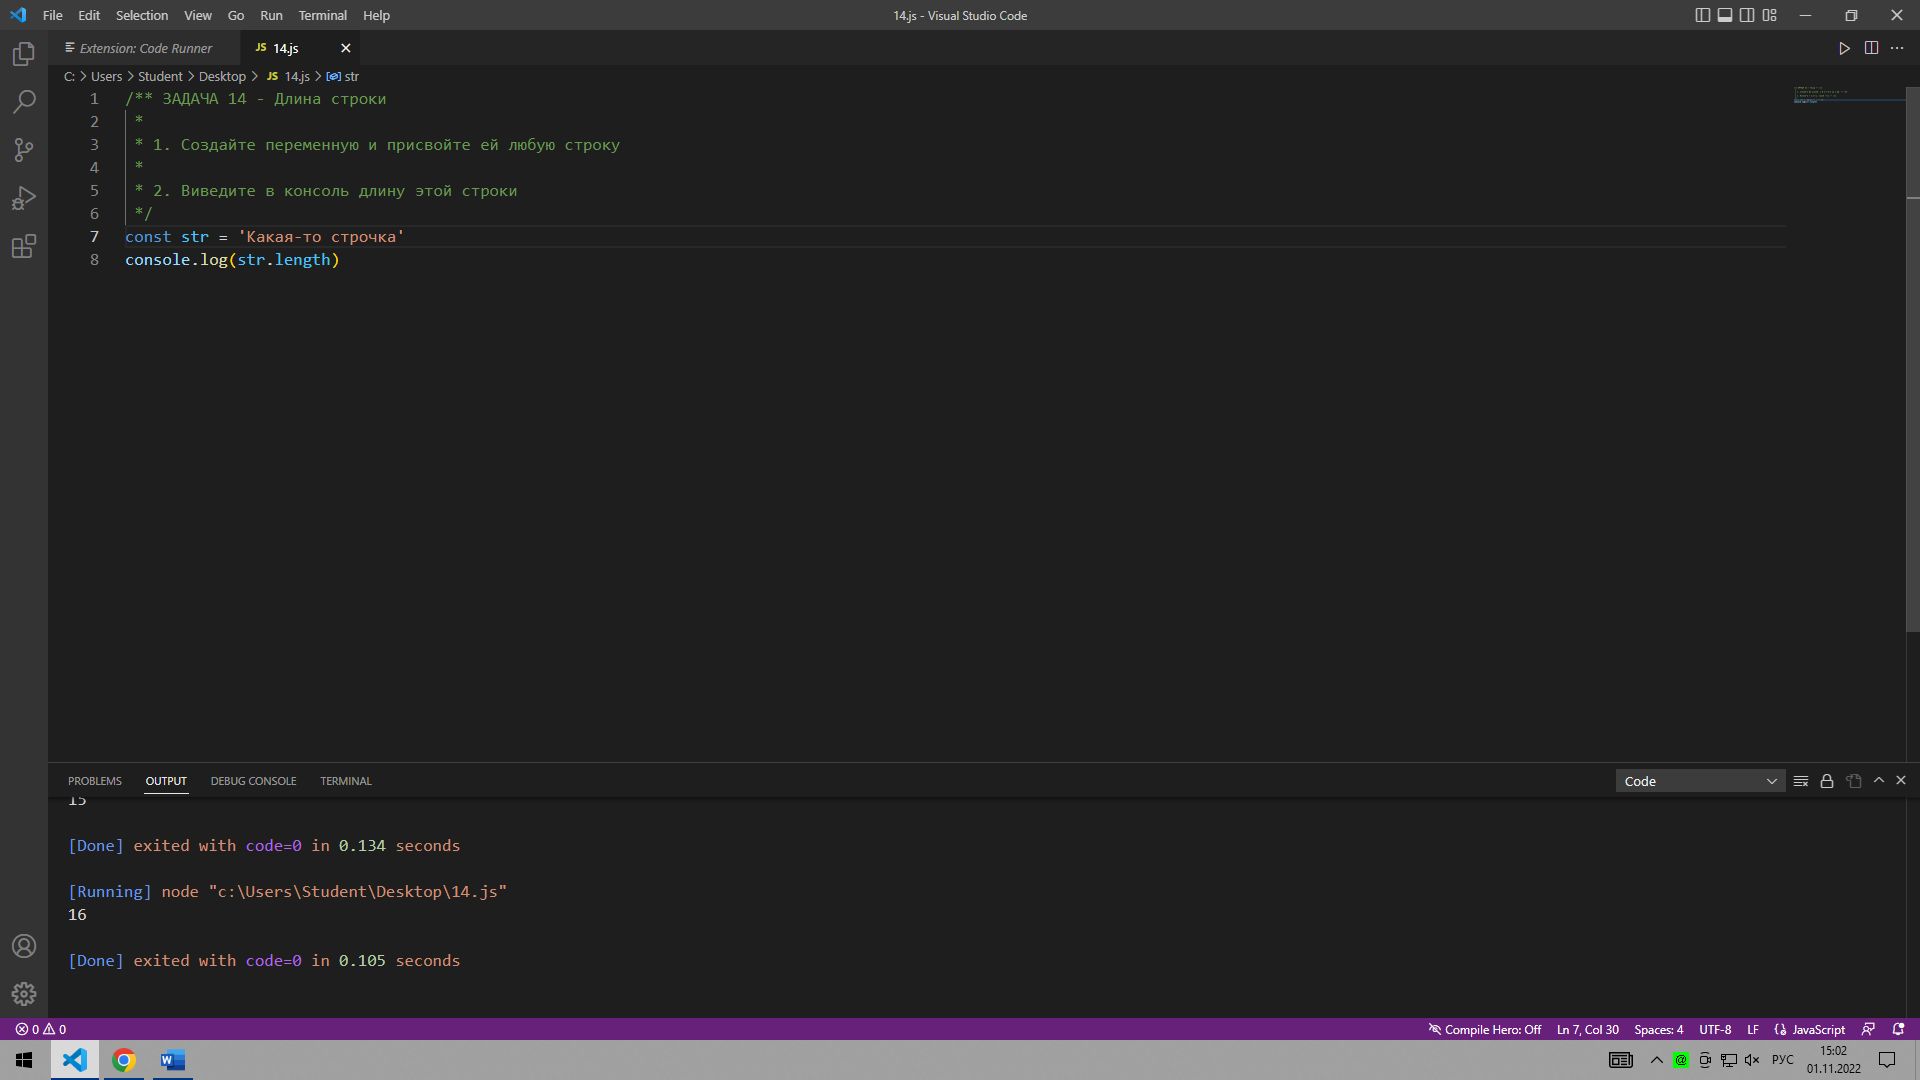 File Edit Selection View Go Run Terminal Help
14.js - Visual Studio Code
Extension: Code Runner
JS 14.js
C: > Users > Student > Desktop > JS 14.js > str
1 /** ЗАДАЧА 14 - Длина строки
2 *
3 * 1. Создайте переменную и присвойте ей любую строку
4 *
5 * 2. Виведите в консоль длину этой строки
6 */
7 const str = 'Какая-то строчка'
8 console.log(str.length)
PROBLEMS OUTPUT DEBUG CONSOLE TERMINAL
Code
15
[Done] exited with code=0 in 0.134 seconds
[Running] node "c:\Users\Student\Desktop\14.js"
16
[Done] exited with code=0 in 0.105 seconds
0 0
Compile Hero: Off Ln 7, Col 30 Spaces: 4 UTF-8 LF JavaScript
РУС
15:02
01.11.2022